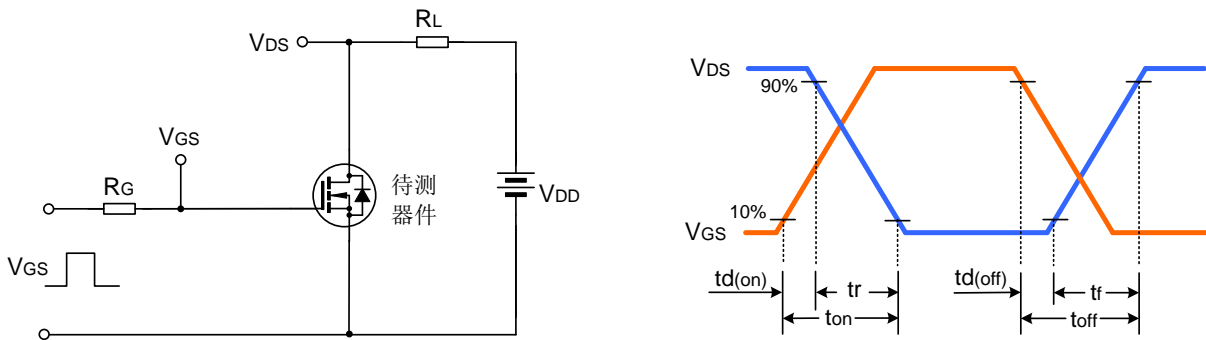 RL
VDS
VGS
RG
待测
器件
VDD
VGS
VDS
90%
10%
VGS
td(on)
tr
ton
td(off)
tf
toff